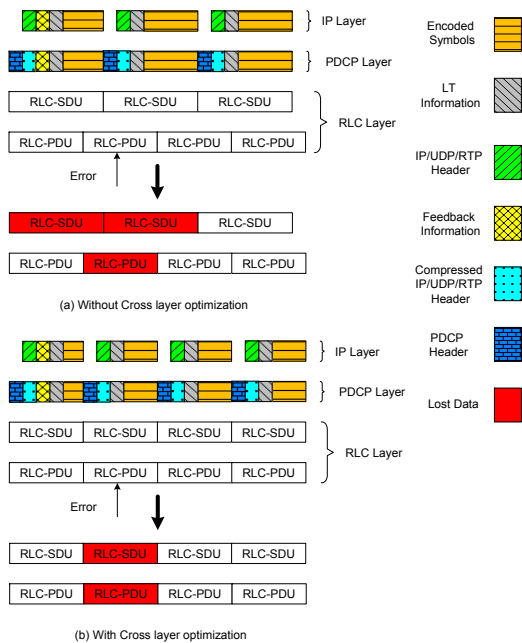 IP Layer
PDCP Layer
RLC-SDU RLC-SDU RLC-SDU
RLC Layer
RLC-PDU RLC-PDU RLC-PDU RLC-PDU
Error
RLC-SDU RLC-SDU RLC-SDU
RLC-PDU RLC-PDU RLC-PDU RLC-PDU
(a) Without Cross layer optimization
IP Layer
PDCP Layer
RLC-SDU RLC-SDU RLC-SDU RLC-SDU
RLC Layer
RLC-PDU RLC-PDU RLC-PDU RLC-PDU
Error
RLC-SDU RLC-SDU RLC-SDU RLC-SDU
RLC-PDU RLC-PDU RLC-PDU RLC-PDU
(b) With Cross layer optimization
Encoded
Symbols
LT
Information
IP/UDP/RTP
Header
Feedback
Information
Compressed
IP/UDP/RTP
Header
PDCP
Header
Lost Data